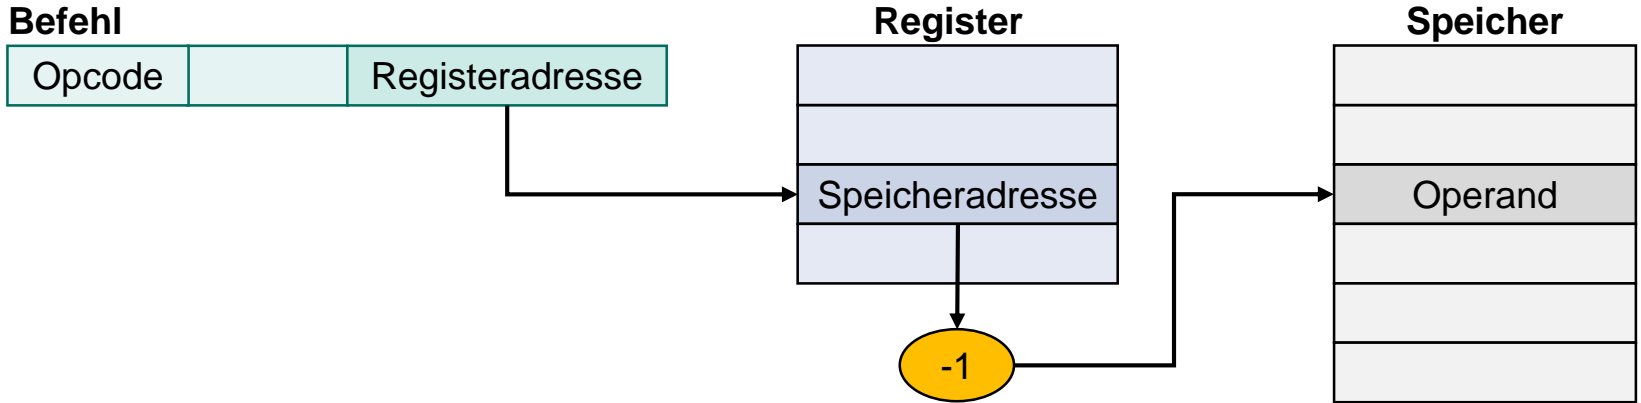 Befehl
Register
Speicher
Opcode
Registeradresse
Speicheradresse
Operand
-1